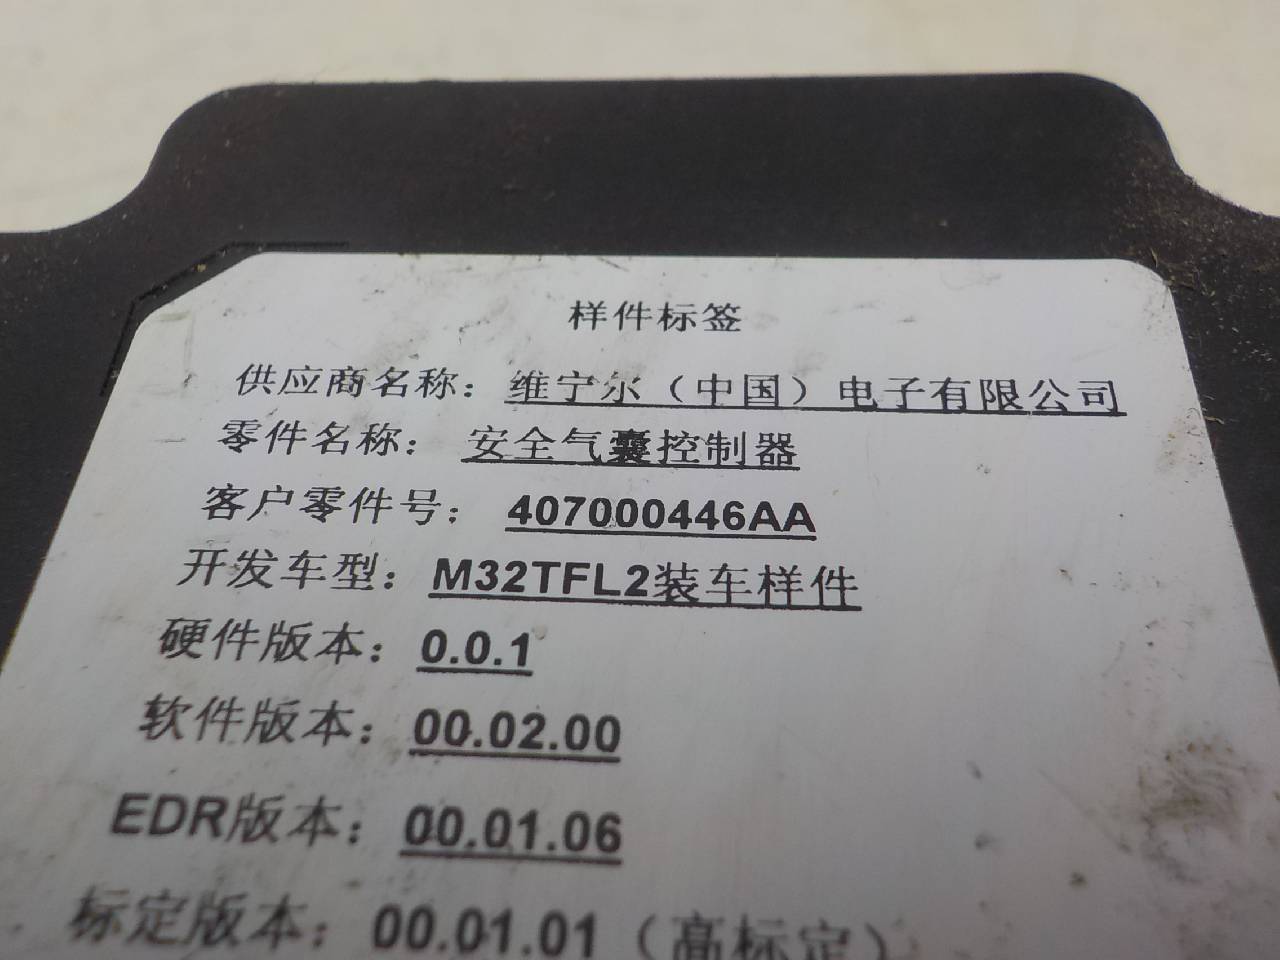 样件标签
供应商名称：维宁尔（中国）电子有限公司
零件名称：安全气囊控制器
客户零件号：407000446AA
开发车型：M32TFL2装车样件
硬件版本：0.0.1
软件版本：00.02.00
EDR版本：00.01.06
标定版本：00.01.01（高标定）